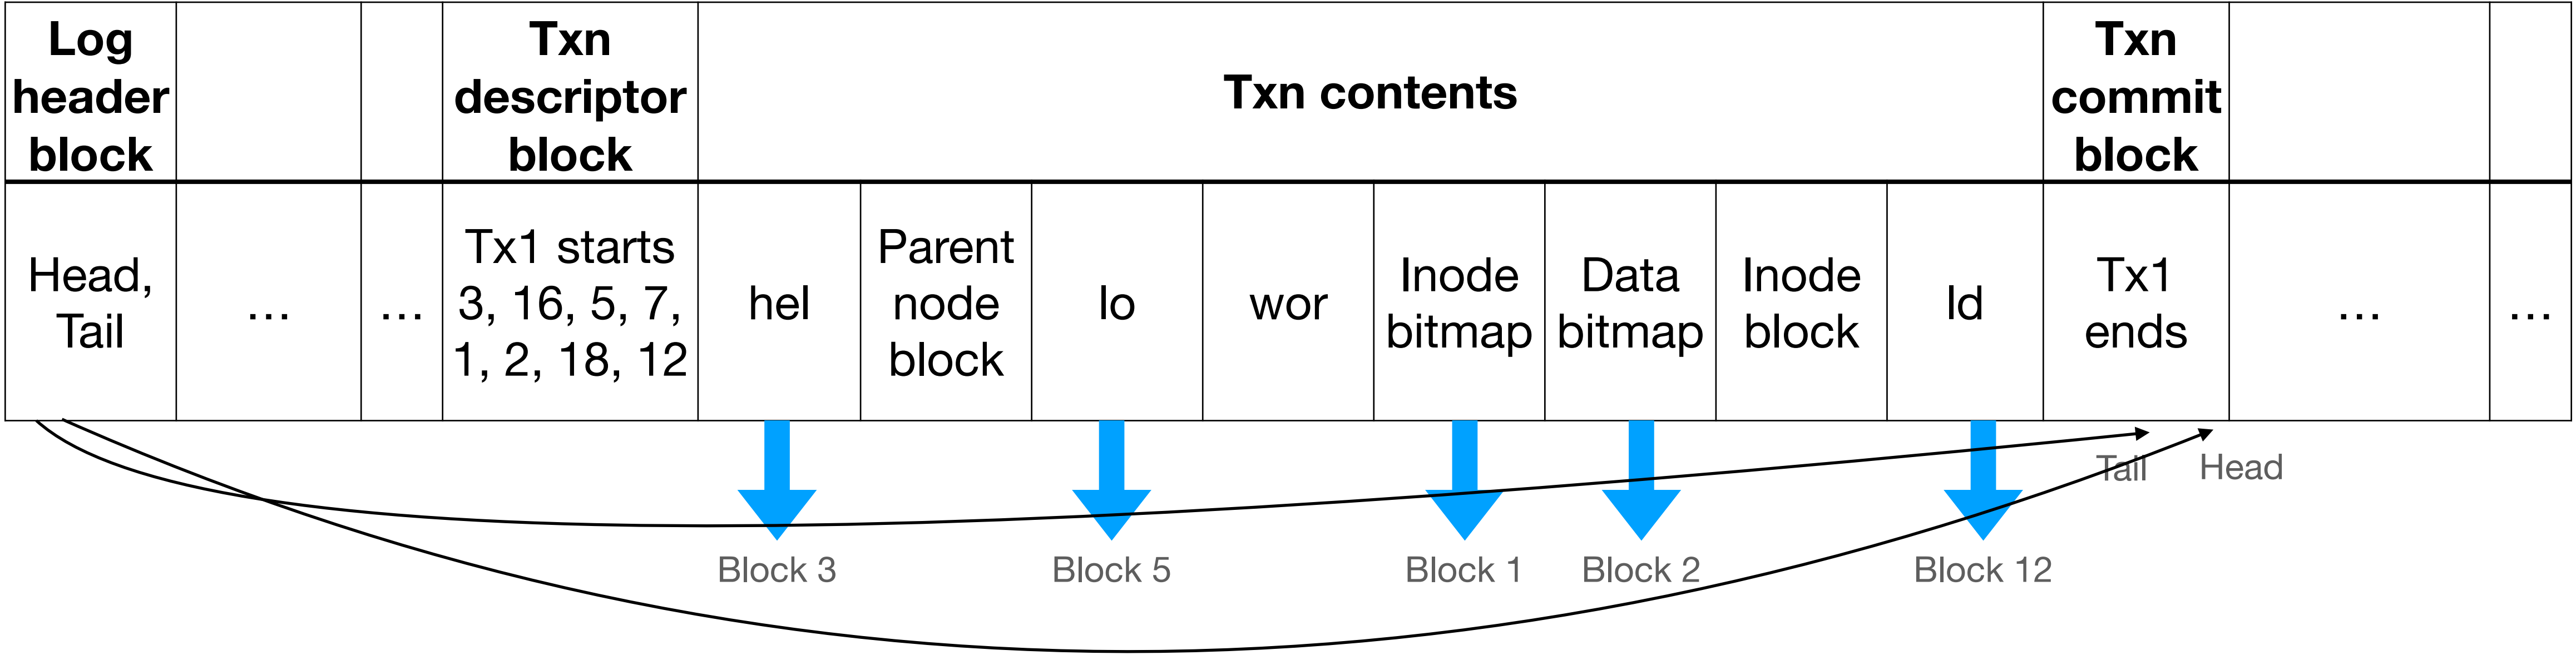 Log
header
block
Txn
descriptor
block
Txn contents
Txn
commit
block
Head,
Tail
...
...
Tx1 starts
3, 16, 5, 7,
1, 2, 18, 12
hel
Parent
node
block
lo
wor
Inode
bitmap
Data
bitmap
Inode
block
ld
Tx1
ends
...
...
Tail
Head
Block 3
Block 5
Block 1
Block 2
Block 12